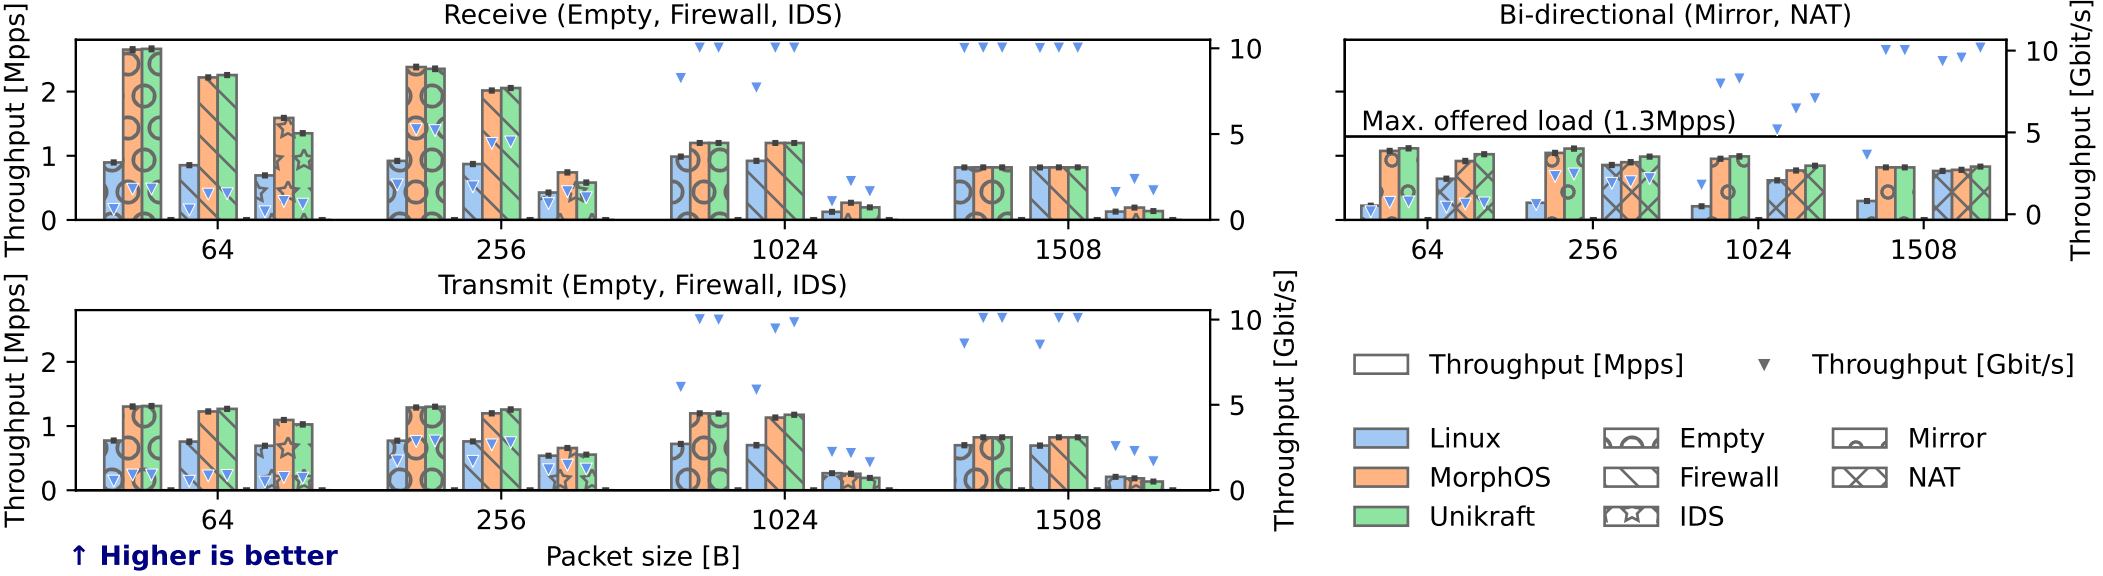 Receive (Empty, Firewall, IDS)
Throughput [Mpps]
2
1
0
10
5
0
64
256
1024
1508
Bi-directional (Mirror, NAT)
Max. offered load (1.3Mpps)
10
5
0
Throughput [Gbit/s]
64
256
1024
1508
Transmit (Empty, Firewall, IDS)
Throughput [Mpps]
2
1
0
10
5
0
Throughput [Gbit/s]
64
256
1024
1508
↑ Higher is better
Packet size [B]
Throughput [Mpps]
Throughput [Gbit/s]
Linux
Empty
Mirror
MorphOS
Firewall
NAT
Unikraft
IDS